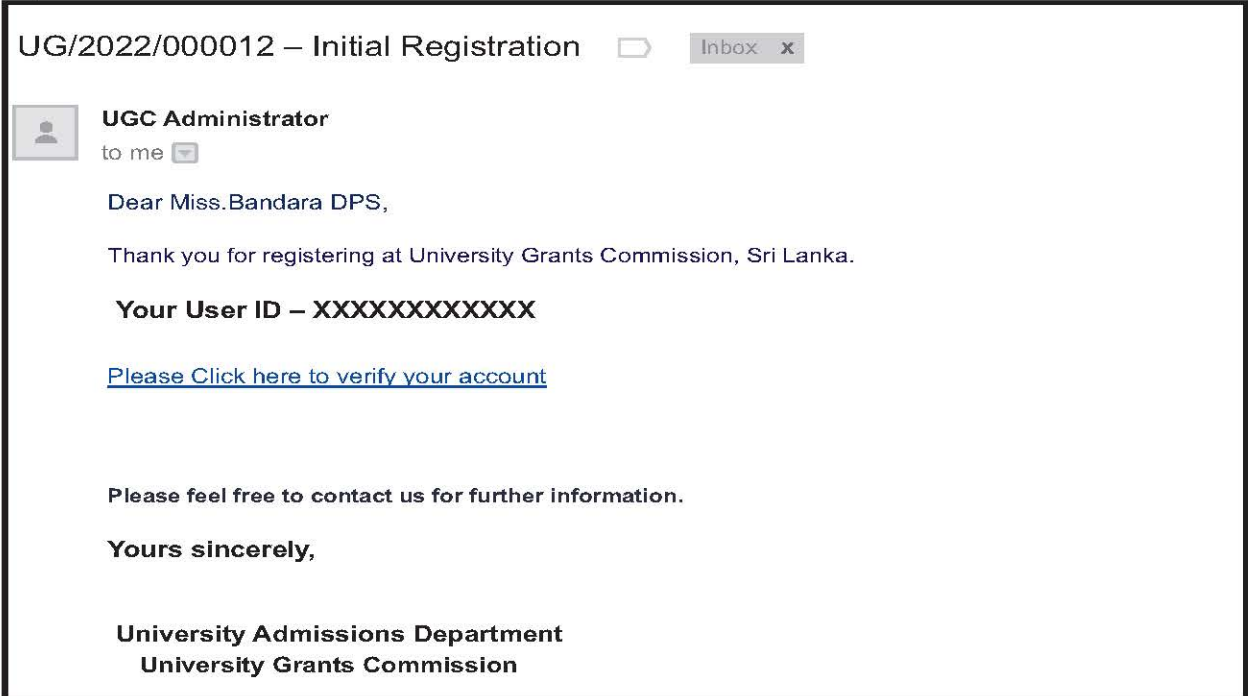 UG/2022/000012 – Initial Registration Inbox x
UGC Administrator
to me
Dear Miss.Bandara DPS,
Thank you for registering at University Grants Commission, Sri Lanka.
Your User ID – XXXXXXXXXXXX
Please Click here to verify your account
Please feel free to contact us for further information.
Yours sincerely,
University Admissions Department
University Grants Commission